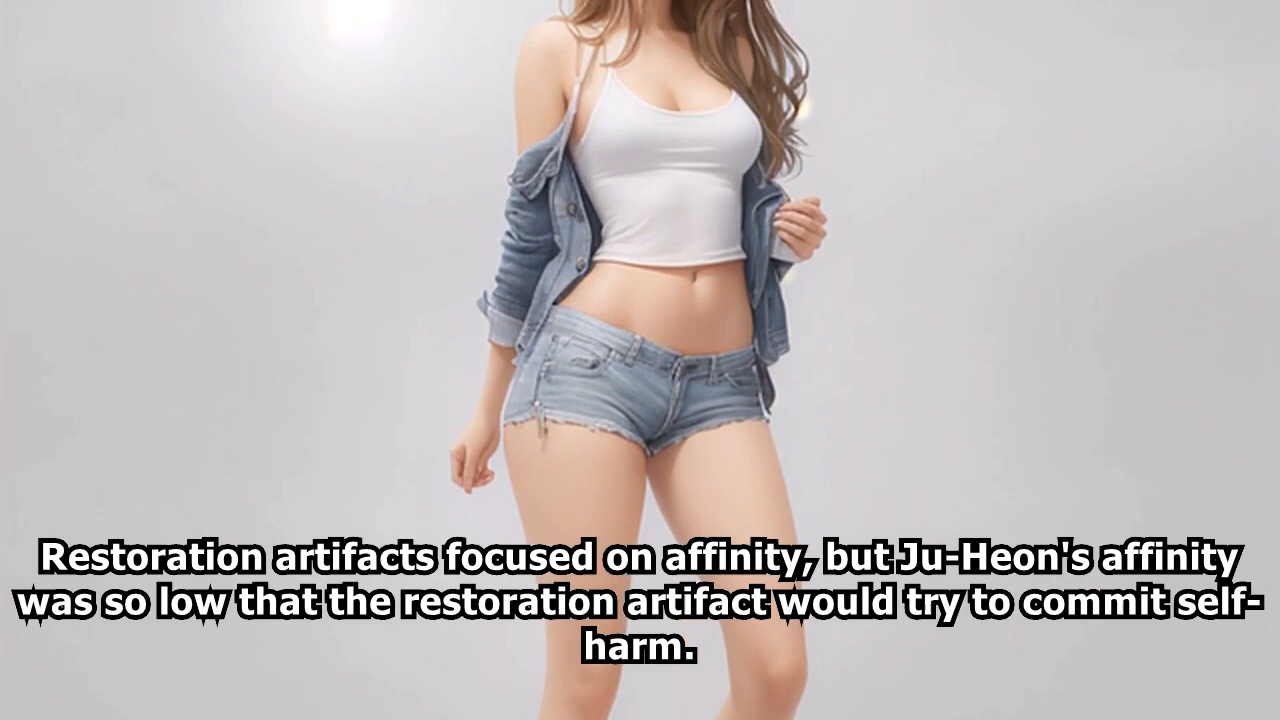 Restoration artifacts focused on affinity, but Ju-Heon's affinity
was so low that the restoration artifact would try to commit self-
harm.